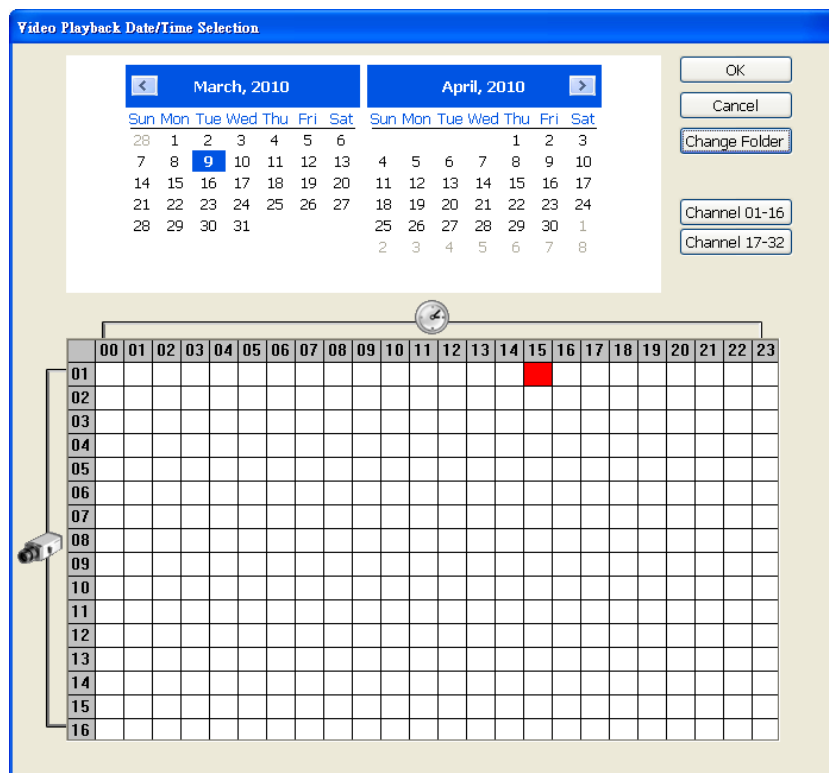 Video Playback Date/Time Selection
March, 2010 April, 2010
Sun Mon Tue Wed Thu Fri Sat Sun Mon Tue Wed Thu Fri Sat
28 1 2 3 4 5 6 1 2 3
7 8 9 10 11 12 13 4 5 6 7 8 9 10
14 15 16 17 18 19 20 11 12 13 14 15 16 17
21 22 23 24 25 26 27 18 19 20 21 22 23 24
28 29 30 31 25 26 27 28 29 30 1
2 3 4 5 6 7 8
OK
Cancel
Change Folder
Channel 01-16
Channel 17-32
00 01 02 03 04 05 06 07 08 09 10 11 12 13 14 15 16 17 18 19 20 21 22 23
01
02
03
04
05
06
07
08
09
10
11
12
13
14
15
16